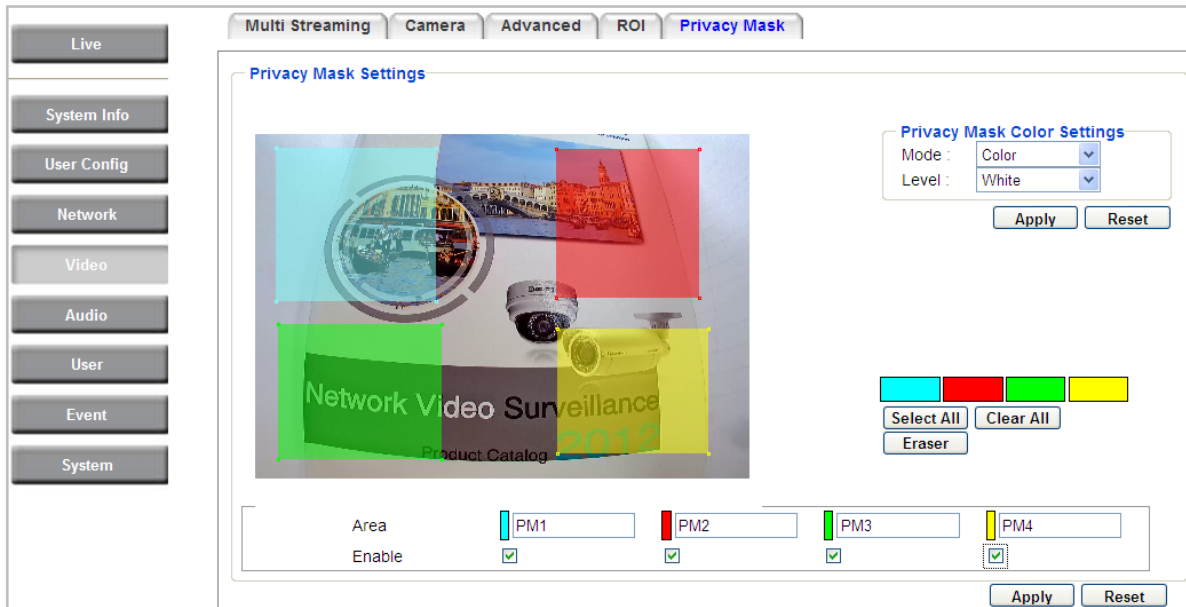 Live
System Info
User Config
Network
Video
Audio
User
Event
System
Multi Streaming Camera Advanced ROI Privacy Mask
Privacy Mask Settings
Network Video Surveillance
Product Catalog 2012
Privacy Mask Color Settings
Mode : Color
Level : White
Apply Reset
Select All Clear All
Eraser
Area PM1 PM2 PM3 PM4
Enable
Apply Reset